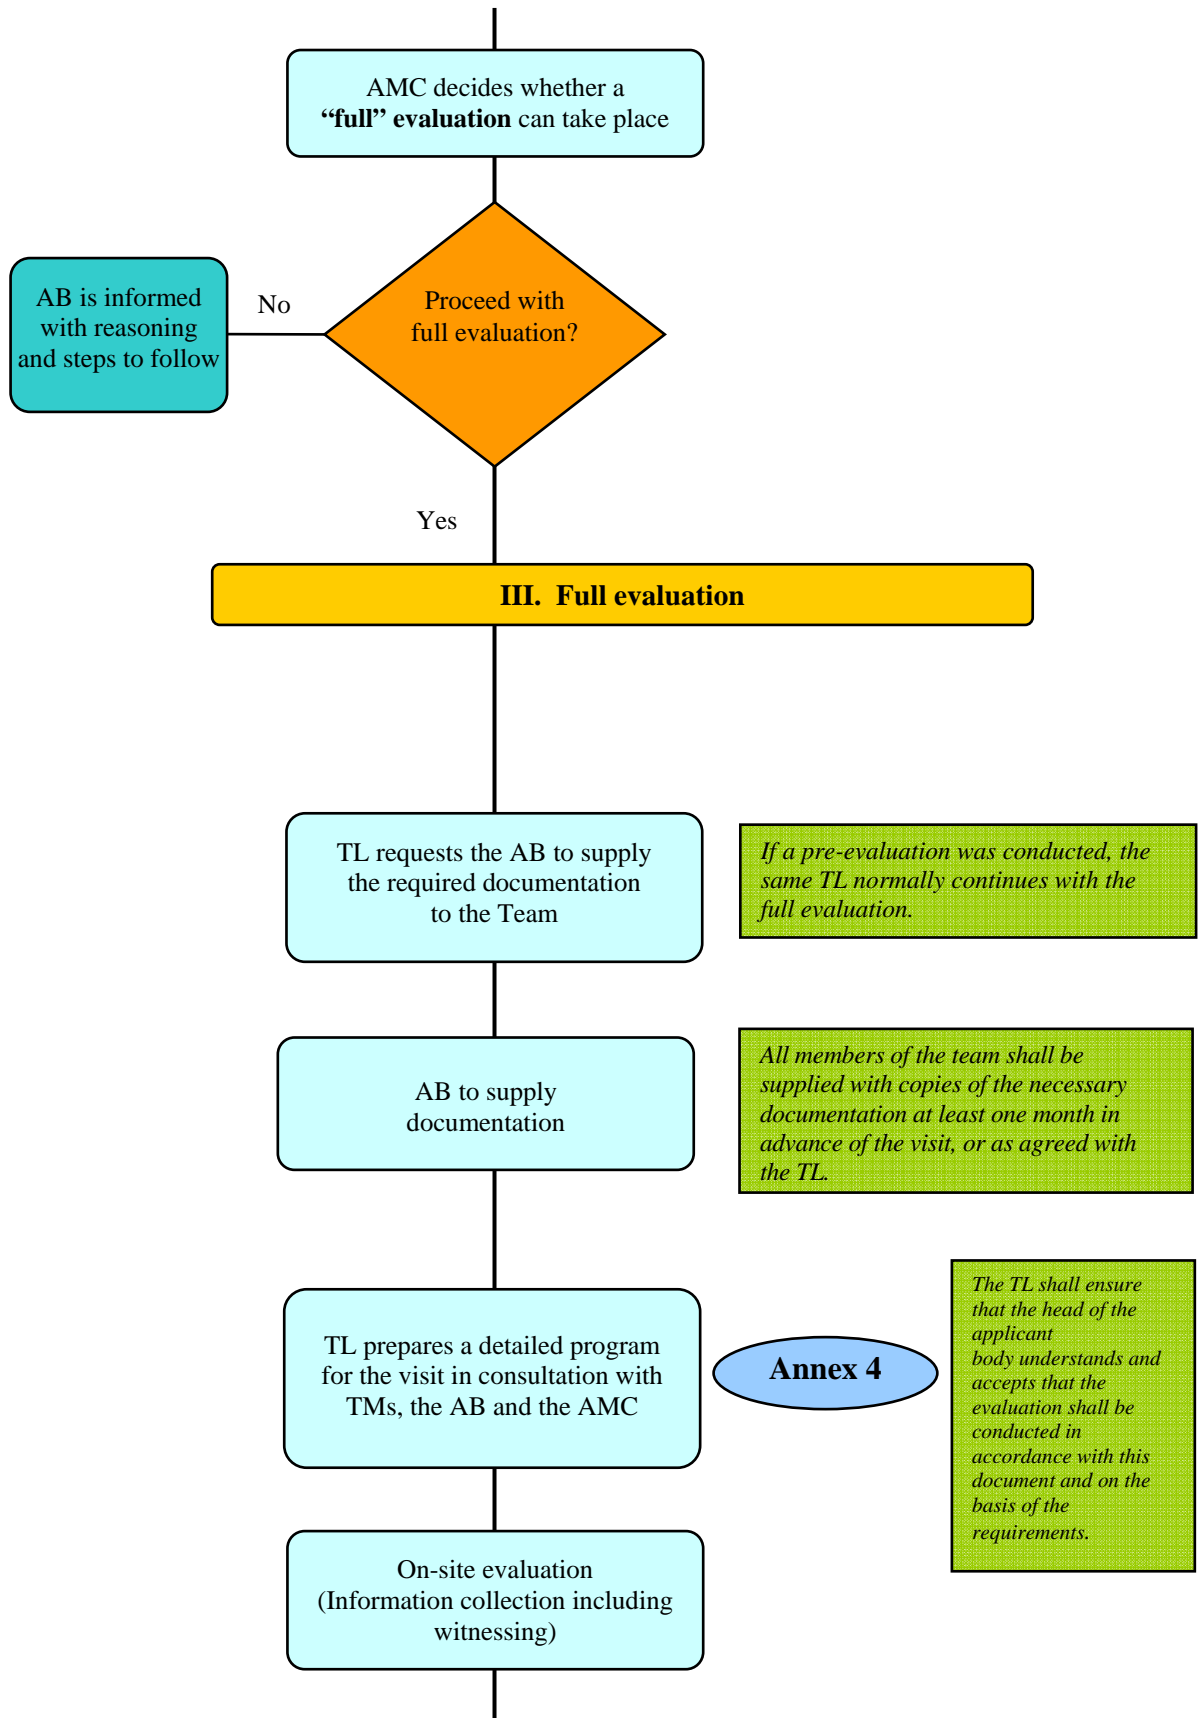 AMC decides whether a
“full” evaluation can take place
Proceed with
full evaluation?
No
AB is informed
with reasoning
and steps to follow
Yes
III. Full evaluation
TL requests the AB to supply
the required documentation
to the Team
If a pre-evaluation was conducted, the
same TL normally continues with the
full evaluation.
AB to supply
documentation
All members of the team shall be
supplied with copies of the necessary
documentation at least one month in
advance of the visit, or as agreed with
the TL.
TL prepares a detailed program
for the visit in consultation with
TMs, the AB and the AMC
Annex 4
The TL shall ensure
that the head of the
applicant
body understands and
accepts that the
evaluation shall be
conducted in
accordance with this
document and on the
basis of the
requirements.
On-site evaluation
(Information collection including
witnessing)